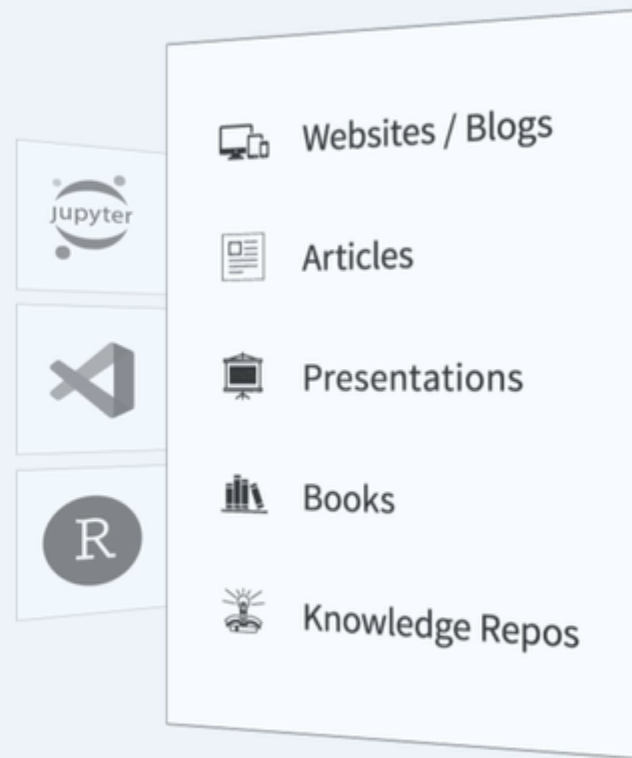 Jupyter
R
Websites / Blogs
Articles
Presentations
Books
Knowledge Repos